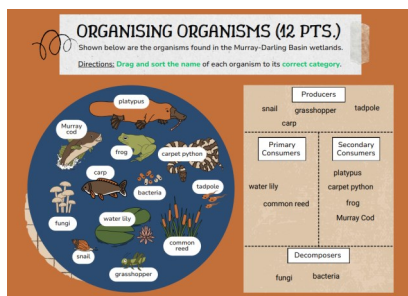 ORGANISING ORGANISMS (12 PTS.)
Shown below are the organisms found in the Murray-Darling Basin wetlands.
Directions: Drag and sort the name of each organism to its correct category.
platypus
Murray
cod
frog
carpet python
carp
bacteria
tadpole
fungi
water lily
common
reed
snail
grasshopper
Producers
snail grasshopper tadpole
carp
Primary
Consumers
water lily
common reed
Secondary
Consumers
platypus
carpet python
frog
Murray Cod
Decomposers
fungi bacteria